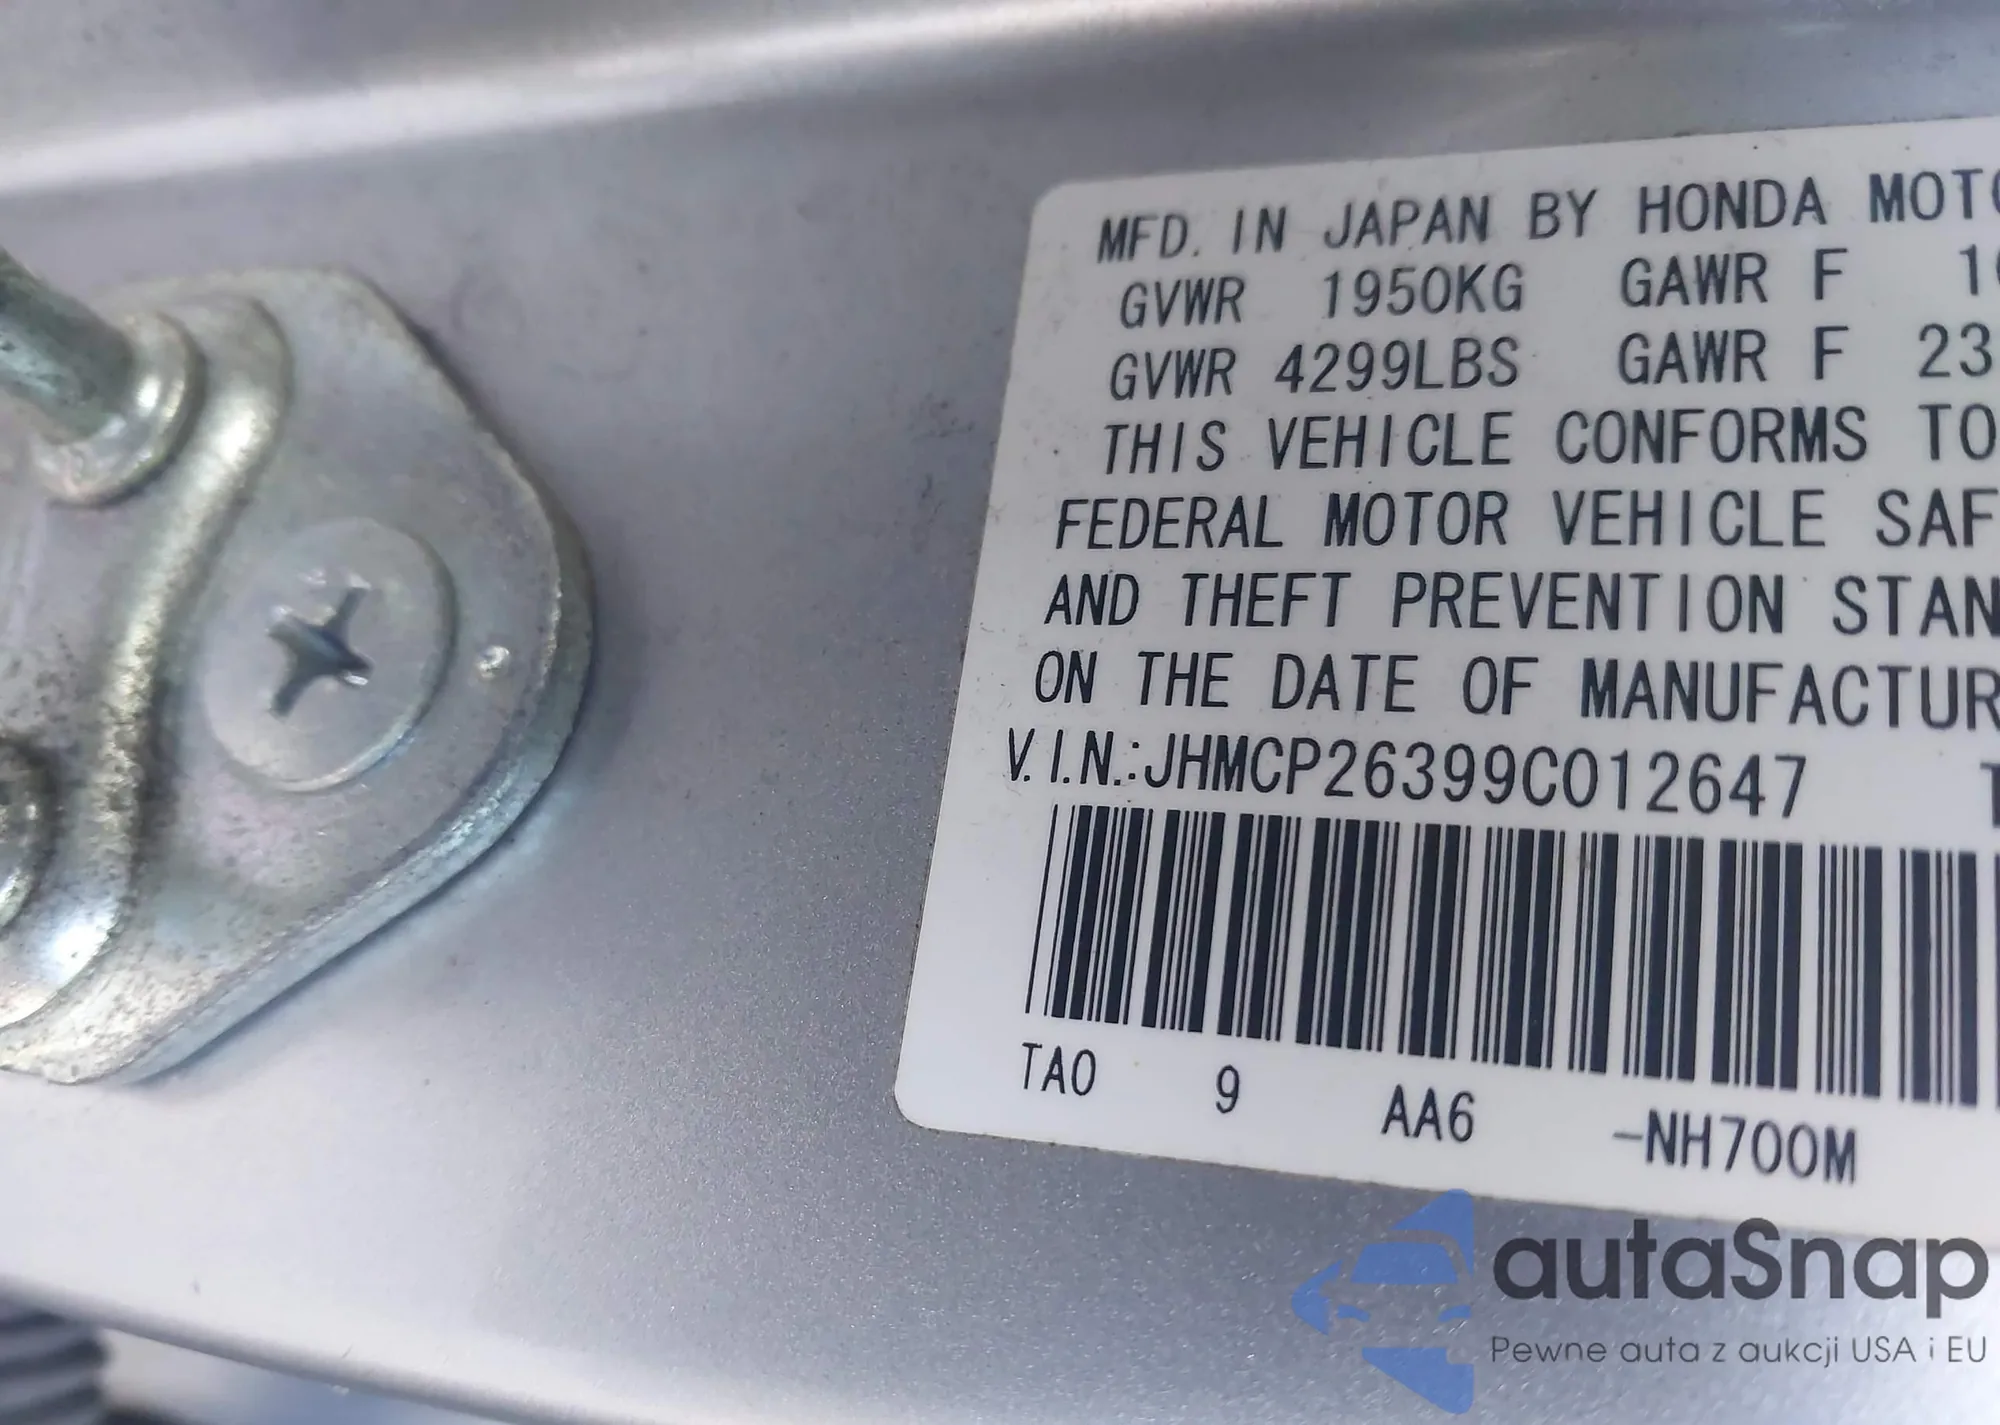 MFD. IN JAPAN BY HONDA MOTO
GVWR 1950KG GAWR F 1
GVWR 4299LBS GAWR F 23
THIS VEHICLE CONFORMS TO
FEDERAL MOTOR VEHICLE SAF
AND THEFT PREVENTION STAN
ON THE DATE OF MANUFACTUR
V.I.N.:JHMCP26399C012647 T
TA0 9 AA6 -NH700M
autaSnap
Pewne auta z aukcji USA i EU